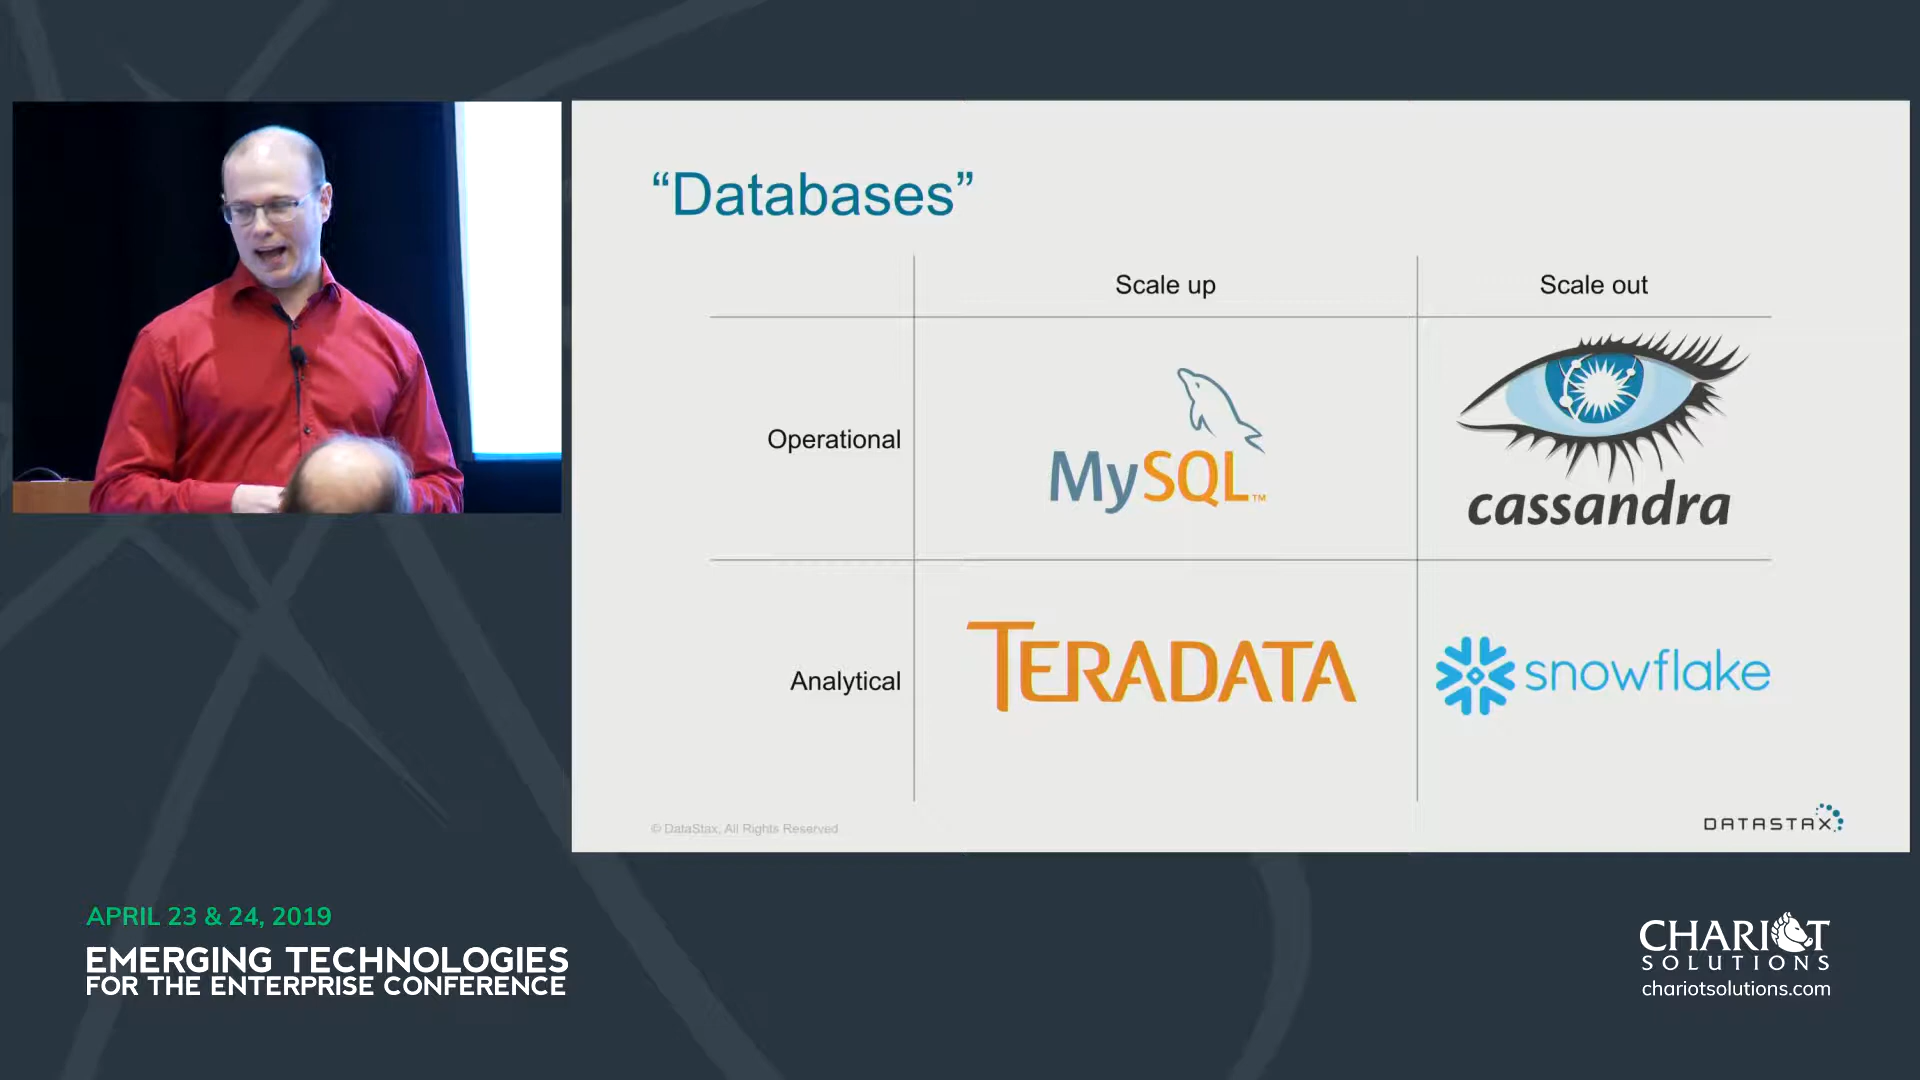 “Databases”
Scale up
Scale out
Operational
MySQL™
cassandra
Analytical
TERADATA
snowflake
© DataStax, All Rights Reserved
DATASTAX
APRIL 23 & 24, 2019
EMERGING TECHNOLOGIES
FOR THE ENTERPRISE CONFERENCE
CHARIOT
SOLUTIONS
chariotsolutions.com